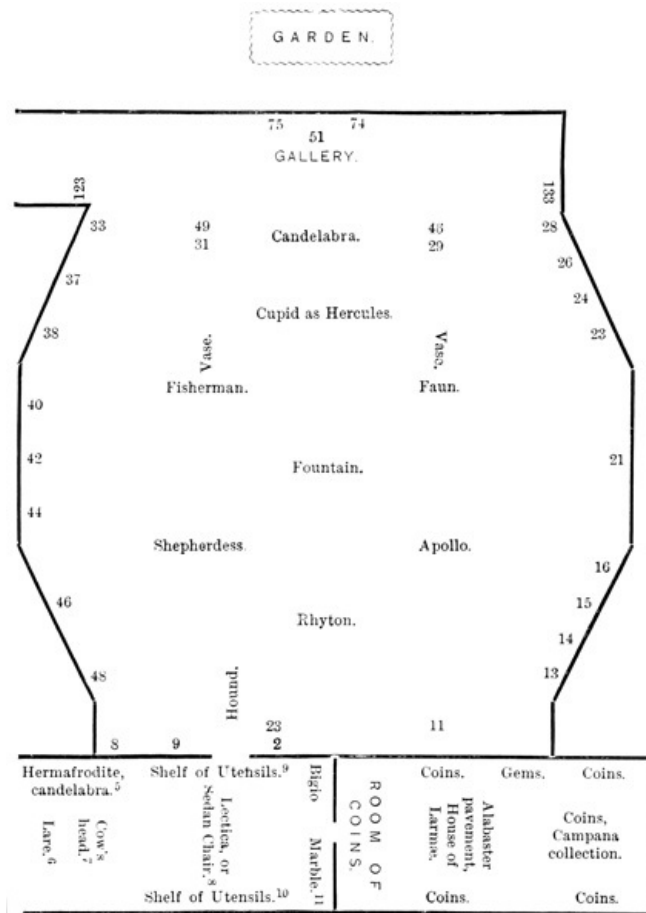 GARDEN.
75 74
51
GALLERY.
123 133
33 49 Candelabra. 48 28
31 29
37 26
24
Cupid as Hercules.
38 Vase. Vase. 23
Fisherman. Faun.
40
42 Fountain. 21
44
Shepherdess. Apollo.
16
46 15
Rhyton.
14
48 13
Hound.
23 11
8 9 2
Hermafrodite, candelabra.5
Shelf of Utensils.9
Bigio Marble.11
Coins. Gems. Coins.
Cow's head.7
Lare.6
Lectica, or Sedan Chair.8
ROOM OF COINS.
Alabaster pavement, House of Larmæ.
Coins, Campana collection.
Shelf of Utensils.10
Coins. Coins.